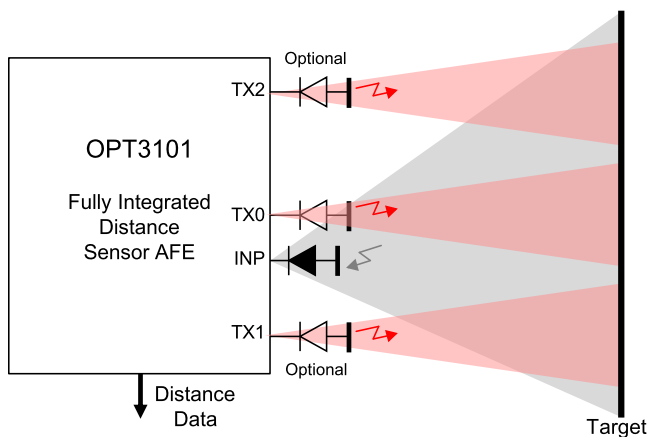 Optional
TX2
OPT3101
Fully Integrated
Distance
Sensor AFE
TX0
INP
TX1
Optional
Distance
Data
Target